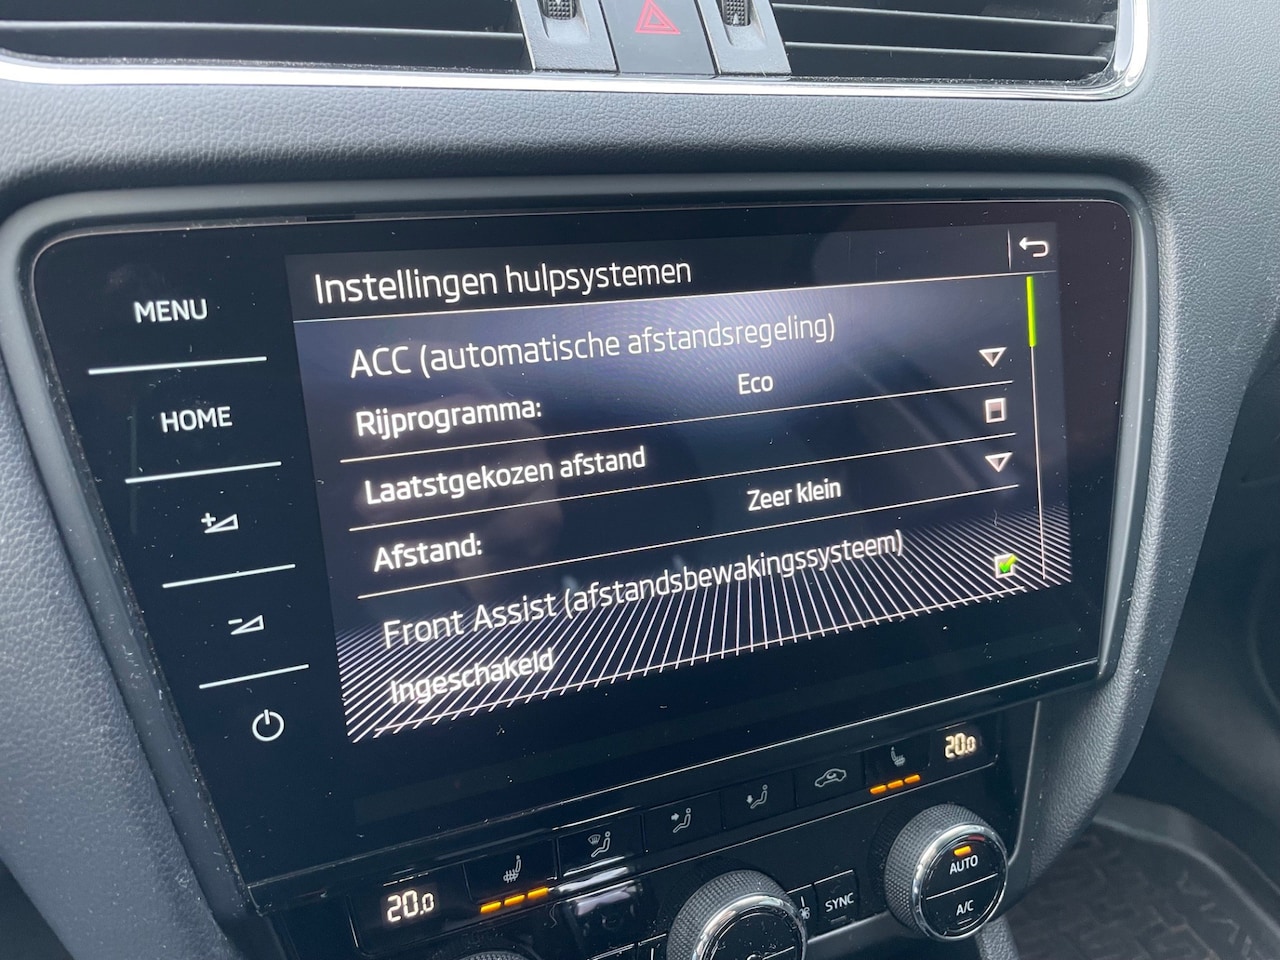 Instellingen hulpsystemen
MENU
ACC (automatische afstandsregeling)
Rijprogramma: Eco
HOME
Laatstgekozen afstand
Afstand: Zeer klein
Front Assist (afstandsbewakingssysteem)
Ingeschakeld
20.0
20.0
AUTO
SYNC
A/C